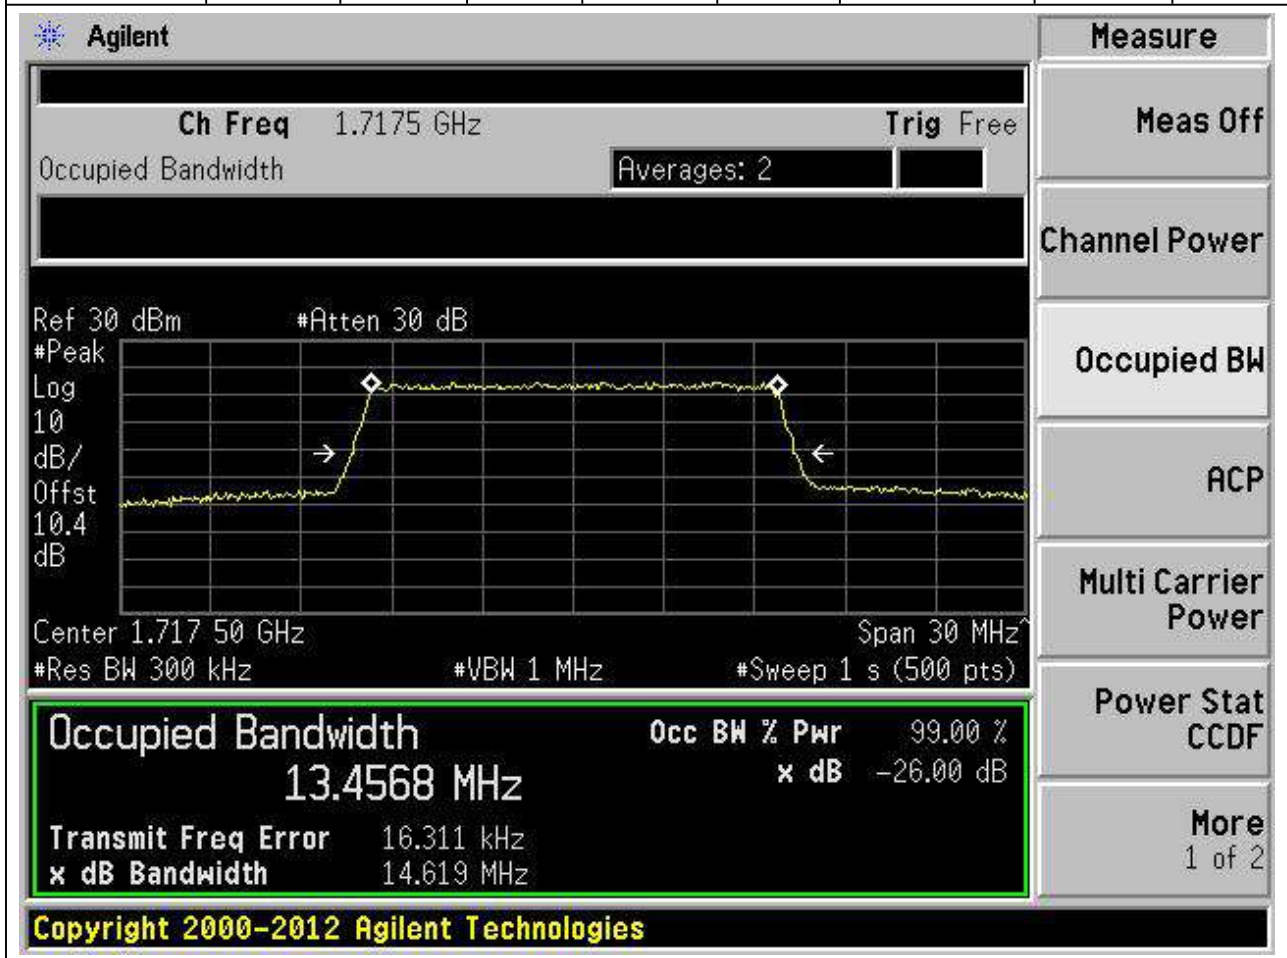 Agilent
Measure
Ch Freq 1.7175 GHz Trig Free
Occupied Bandwidth Averages: 2
Meas Off
Channel Power
Occupied BW
ACP
Multi Carrier
Power
Power Stat
CCDF
More
1 of 2
Ref 30 dBm #Atten 30 dB
#Peak
Log
10
dB/
Offst
10.4
dB
Center 1.717 50 GHz Span 30 MHz^
#Res BW 300 kHz #VBW 1 MHz #Sweep 1 s (500 pts)
Occupied Bandwidth Occ BW % Pwr 99.00 %
13.4568 MHz x dB -26.00 dB
Transmit Freq Error 16.311 kHz
x dB Bandwidth 14.619 MHz
Copyright 2000-2012 Agilent Technologies